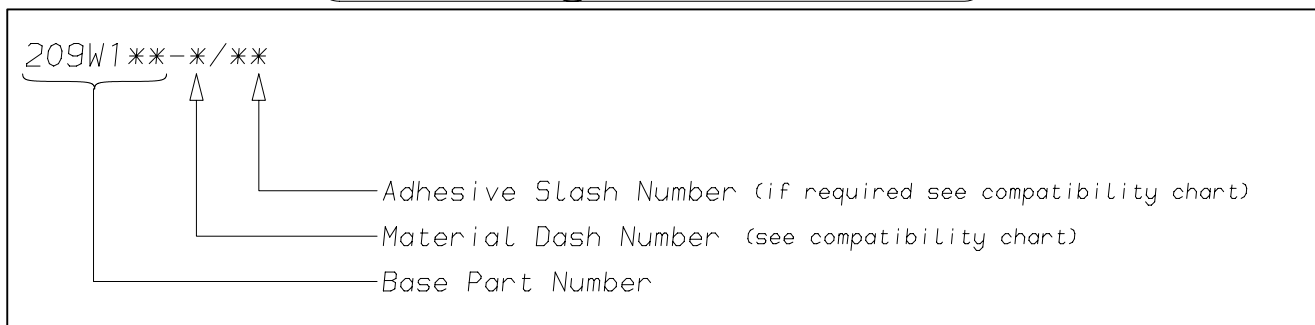 209W1**-*/**
Adhesive Slash Number (if required see compatibility chart)
Material Dash Number (see compatibility chart)
Base Part Number